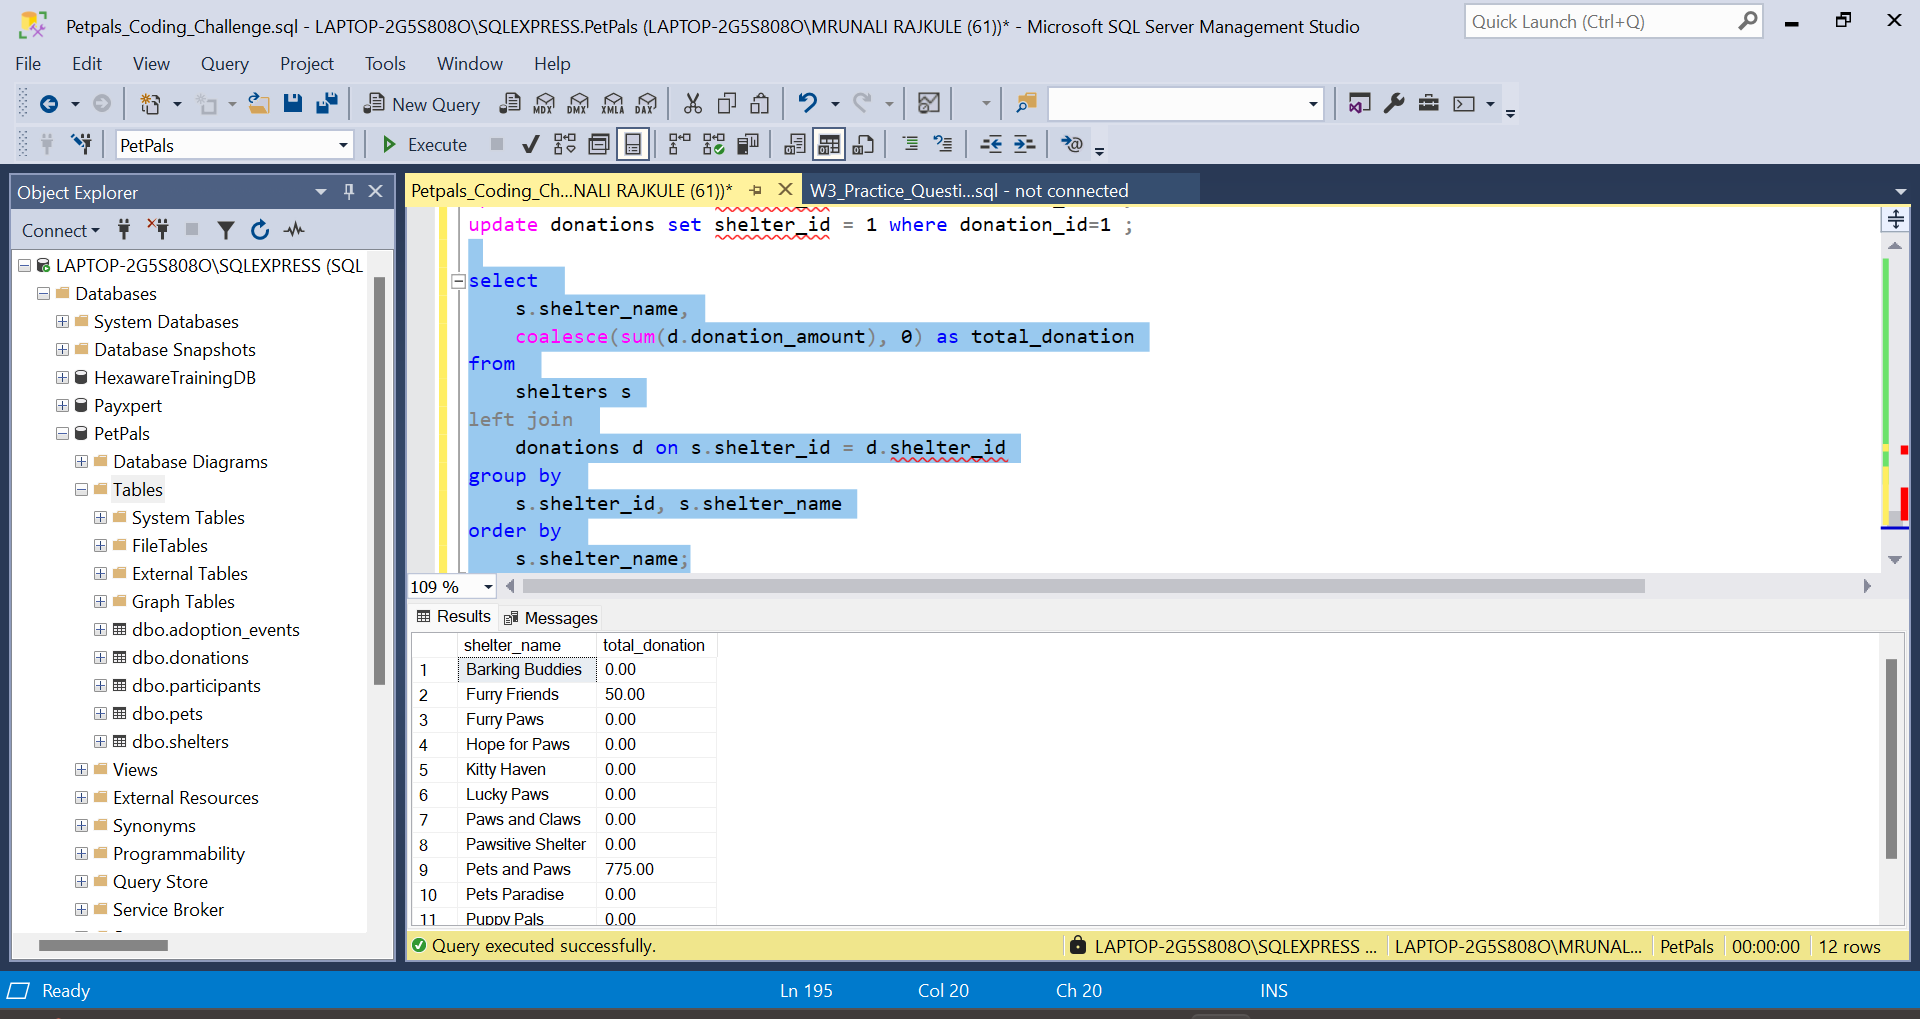 Petpals_Coding_Challenge.sql - LAPTOP-2G5S808O\SQLEXPRESS.PetPals (LAPTOP-2G5S808O\MRUNALI RAJKULE (61))* - Microsoft SQL Server Management Studio
Quick Launch (Ctrl+Q)
File Edit View Query Project Tools Window Help
New Query MDX DMX XMLA DAX
PetPals Execute
Object Explorer
Petpals_Coding_Ch...NALI RAJKULE (61))* W3_Practice_Questi...sql - not connected
Connect
LAPTOP-2G5S808O\SQLEXPRESS (SQL
Databases
System Databases
Database Snapshots
HexawareTrainingDB
Payxpert
PetPals
Database Diagrams
Tables
System Tables
FileTables
External Tables
Graph Tables
dbo.adoption_events
dbo.donations
dbo.participants
dbo.pets
dbo.shelters
Views
External Resources
Synonyms
Programmability
Query Store
Service Broker
update donations set shelter_id = 1 where donation_id=1 ;
select
s.shelter_name,
coalesce(sum(d.donation_amount), 0) as total_donation
from
shelters s
left join
donations d on s.shelter_id = d.shelter_id
group by
s.shelter_id, s.shelter_name
order by
s.shelter_name;
109 %
Results Messages
shelter_name total_donation
1 Barking Buddies 0.00
2 Furry Friends 50.00
3 Furry Paws 0.00
4 Hope for Paws 0.00
5 Kitty Haven 0.00
6 Lucky Paws 0.00
7 Paws and Claws 0.00
8 Pawsitive Shelter 0.00
9 Pets and Paws 775.00
10 Pets Paradise 0.00
11 Puppy Pals 0.00
Query executed successfully. LAPTOP-2G5S808O\SQLEXPRESS ... LAPTOP-2G5S808O\MRUNAL... PetPals 00:00:00 12 rows
Ready Ln 195 Col 20 Ch 20 INS